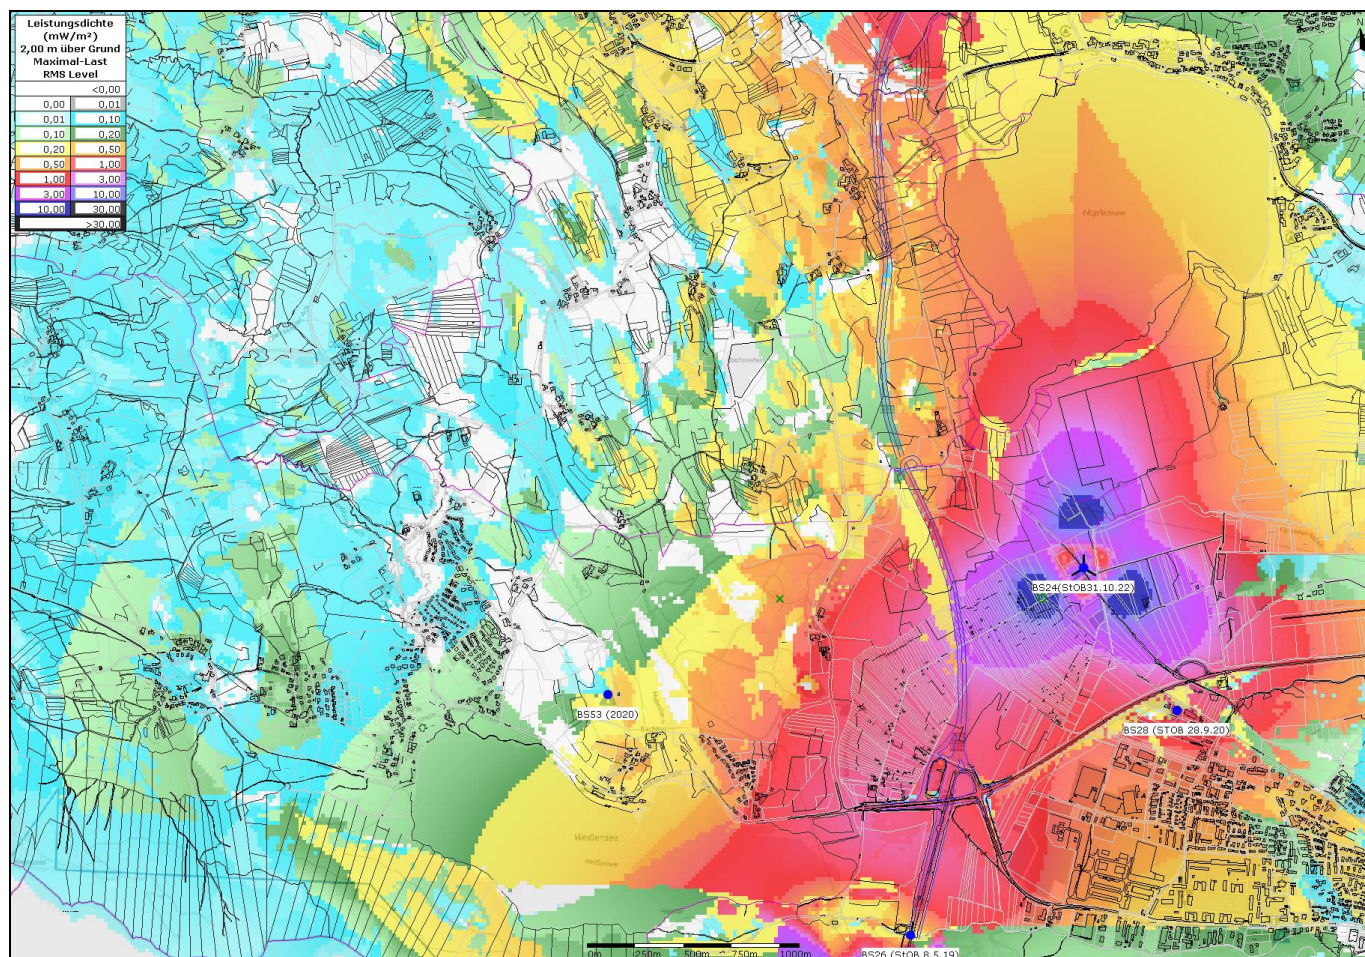 Leistungsdichte
(mW/m²)
2,00 m über Grund
Maximal-Last
RMS Level
<0,00
0,00 0,01
0,01 0,10
0,10 0,20
0,20 0,50
0,50 1,00
1,00 3,00
3,00 10,00
10,00 30,00
>30,00
N
Hopfensee
BS24(StOB31.10.22)
BS53 (2020)
BS28 (STOB 28.9.20)
Weißensee
Weißensee
BS26 (StOB 8.5.19)
0m 250m 500m 750m 1000m